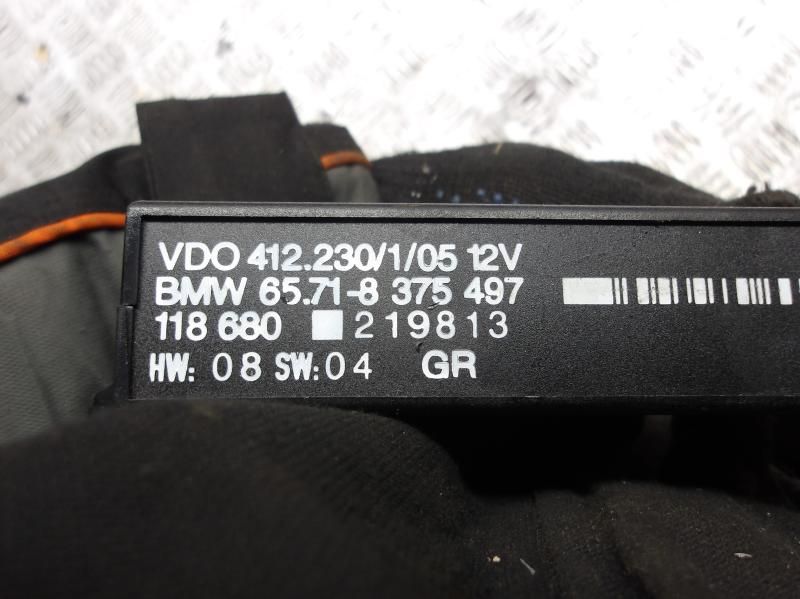 VDO 412.230/1/05 12V
BMW 65.71-8 375 497
118 680 219813
HW: 08 SW: 04 GR